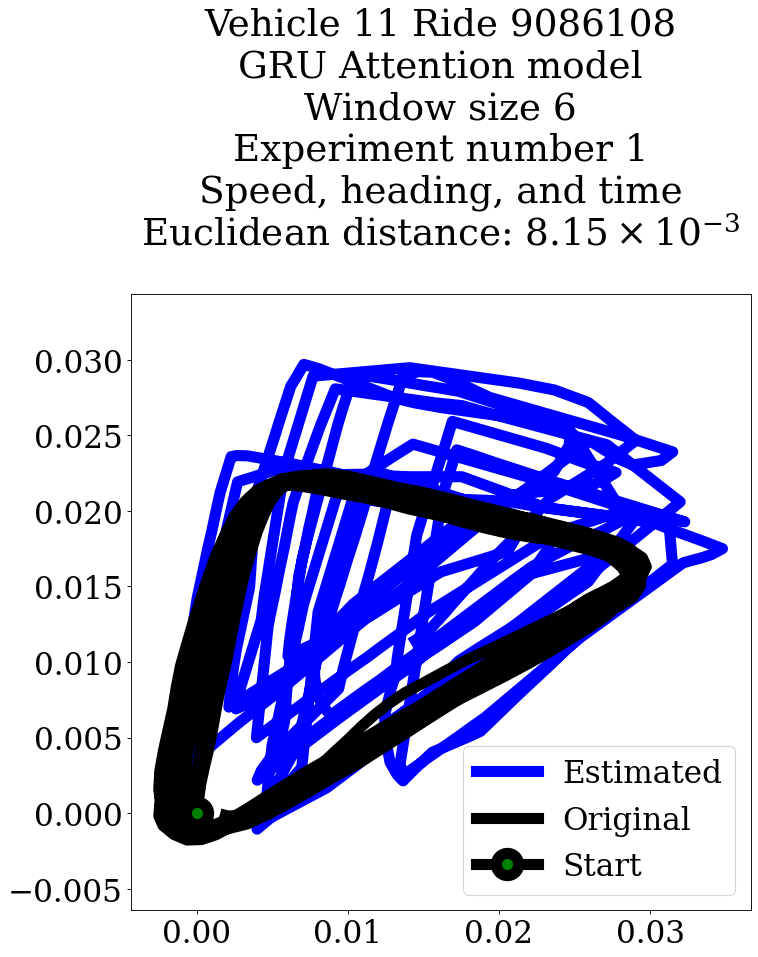 Vehicle 11 Ride 9086108
GRU Attention model
Window size 6
Experiment number 1
Speed, heading, and time
Euclidean distance: 8.15 × 10⁻³
0.030
0.025
0.020
0.015
0.010
0.005
0.000
−0.005
0.00 0.01 0.02 0.03
Estimated
Original
Start